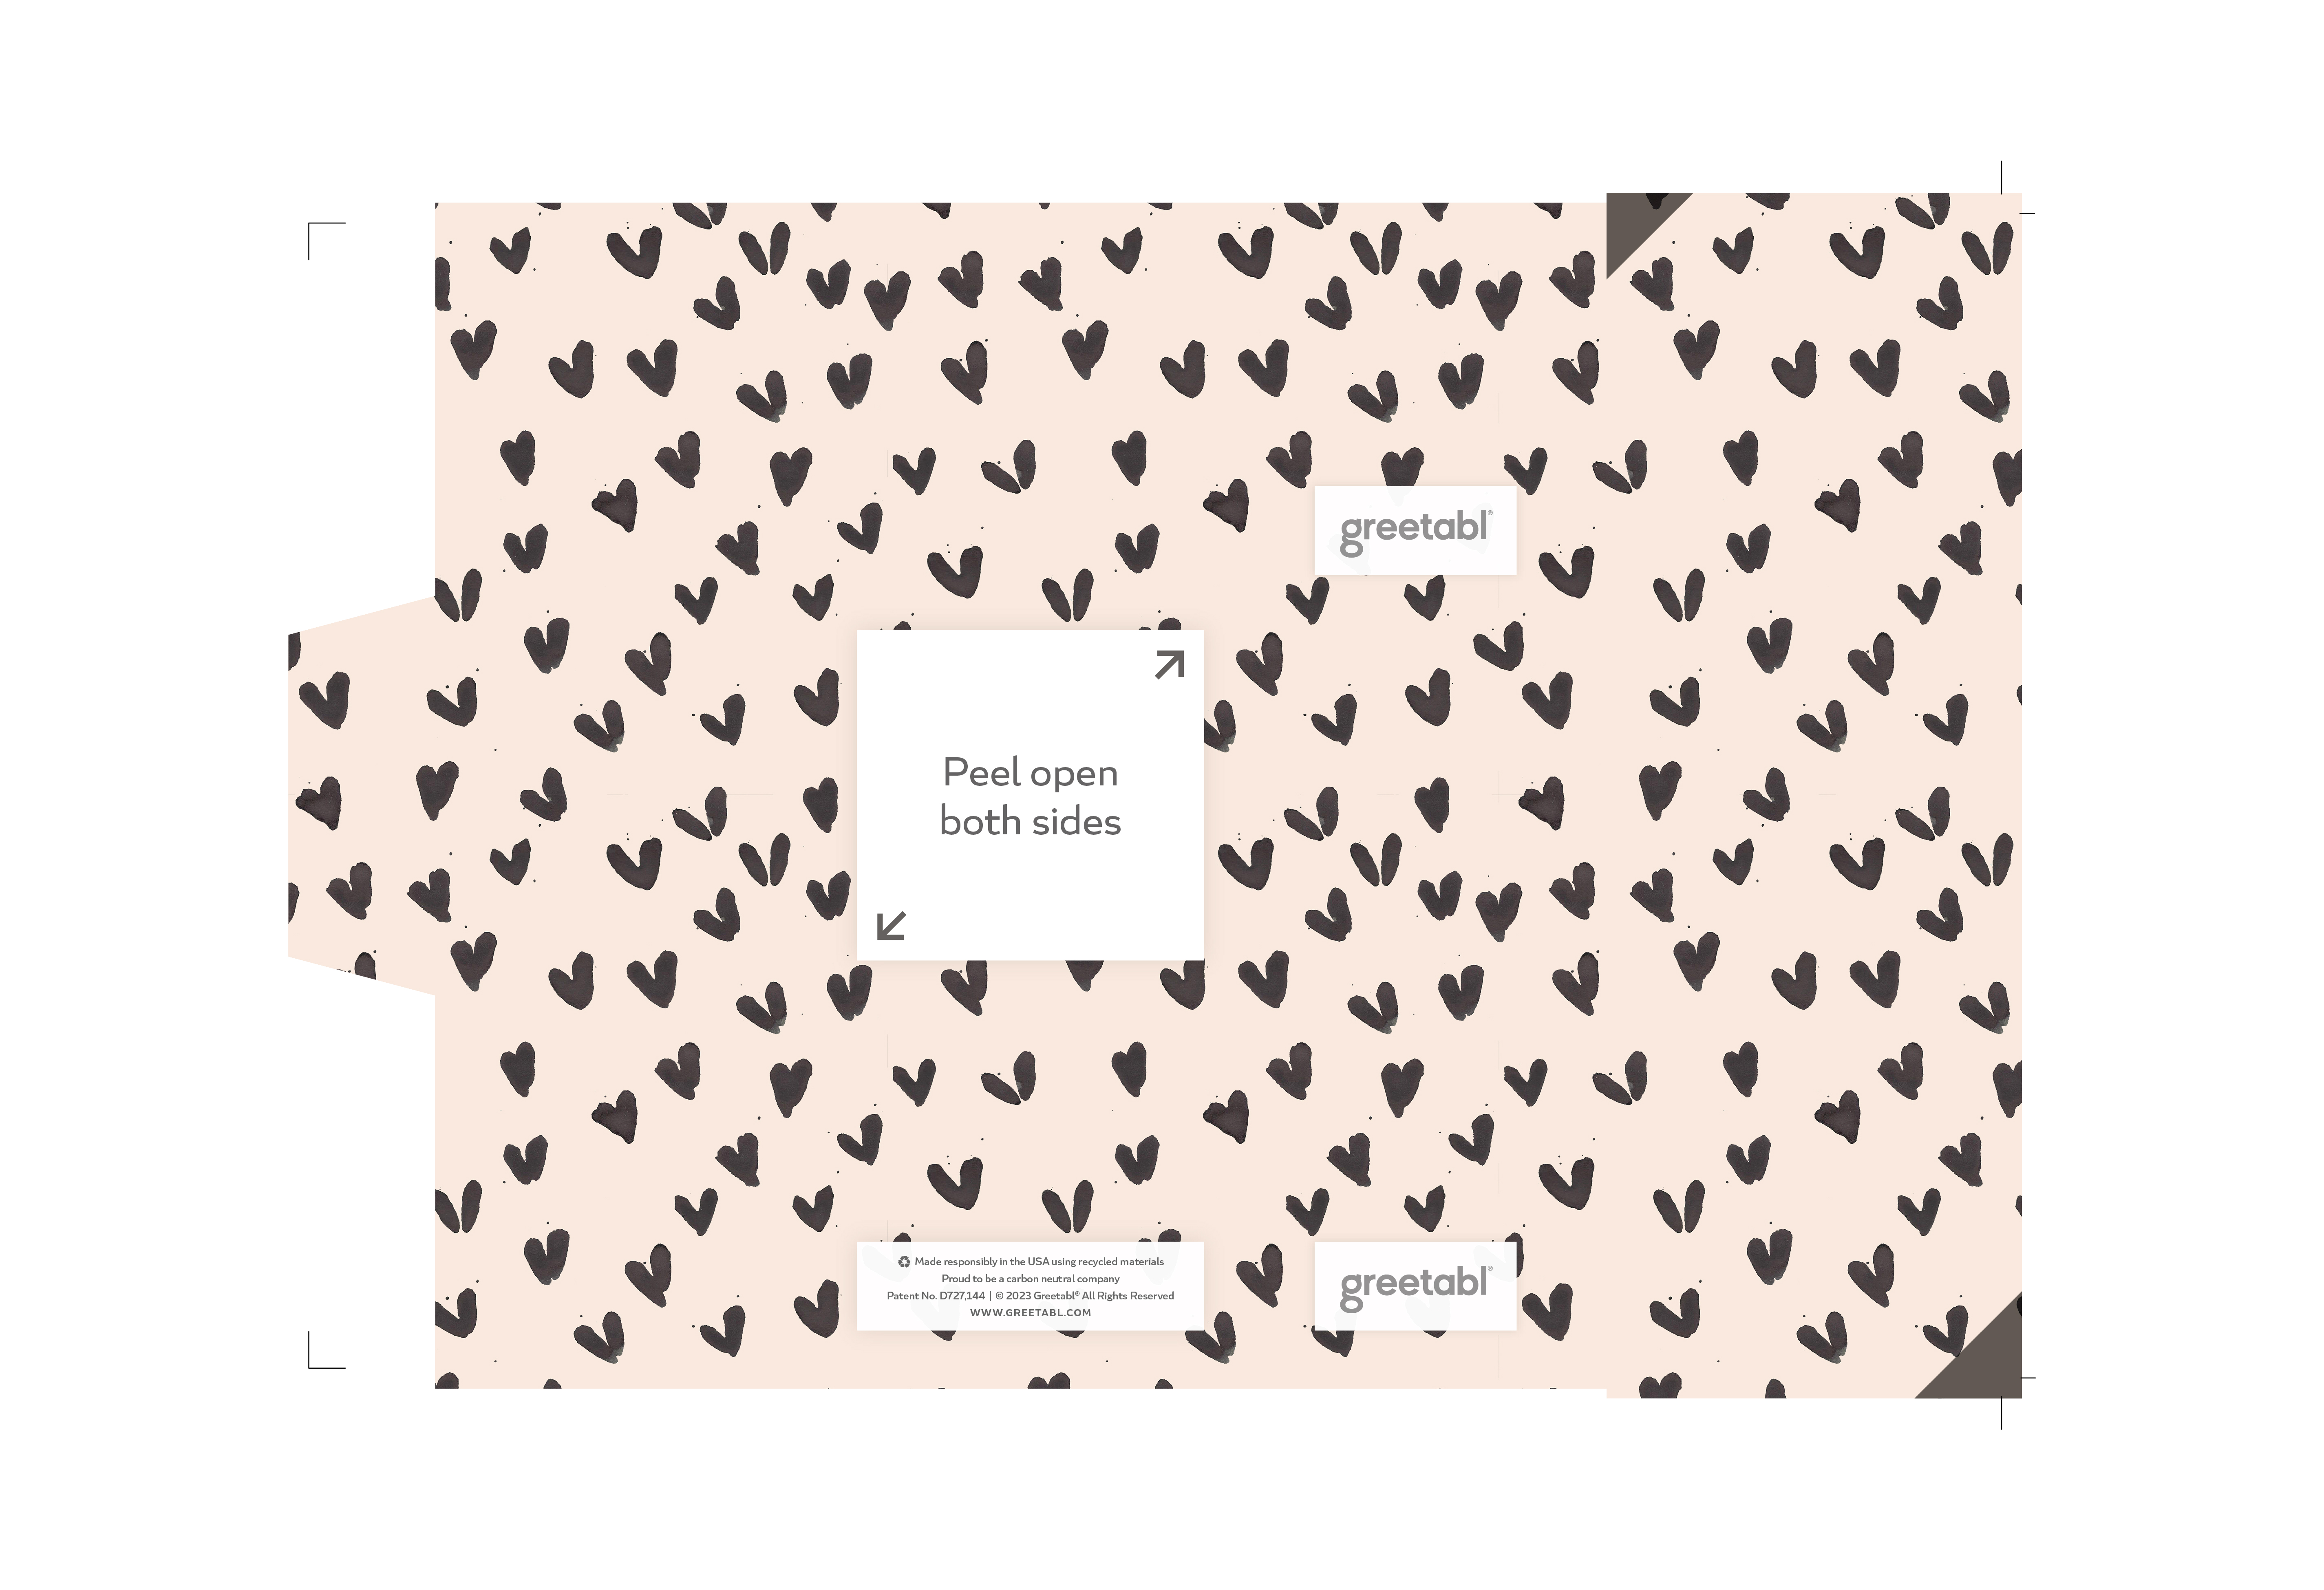 greetabl®
Peel open
both sides
Made responsibly in the USA using recycled materials
Proud to be a carbon neutral company
Patent No. D727,144 | © 2023 Greetabl® All Rights Reserved
WWW.GREETABL.COM
greetabl®